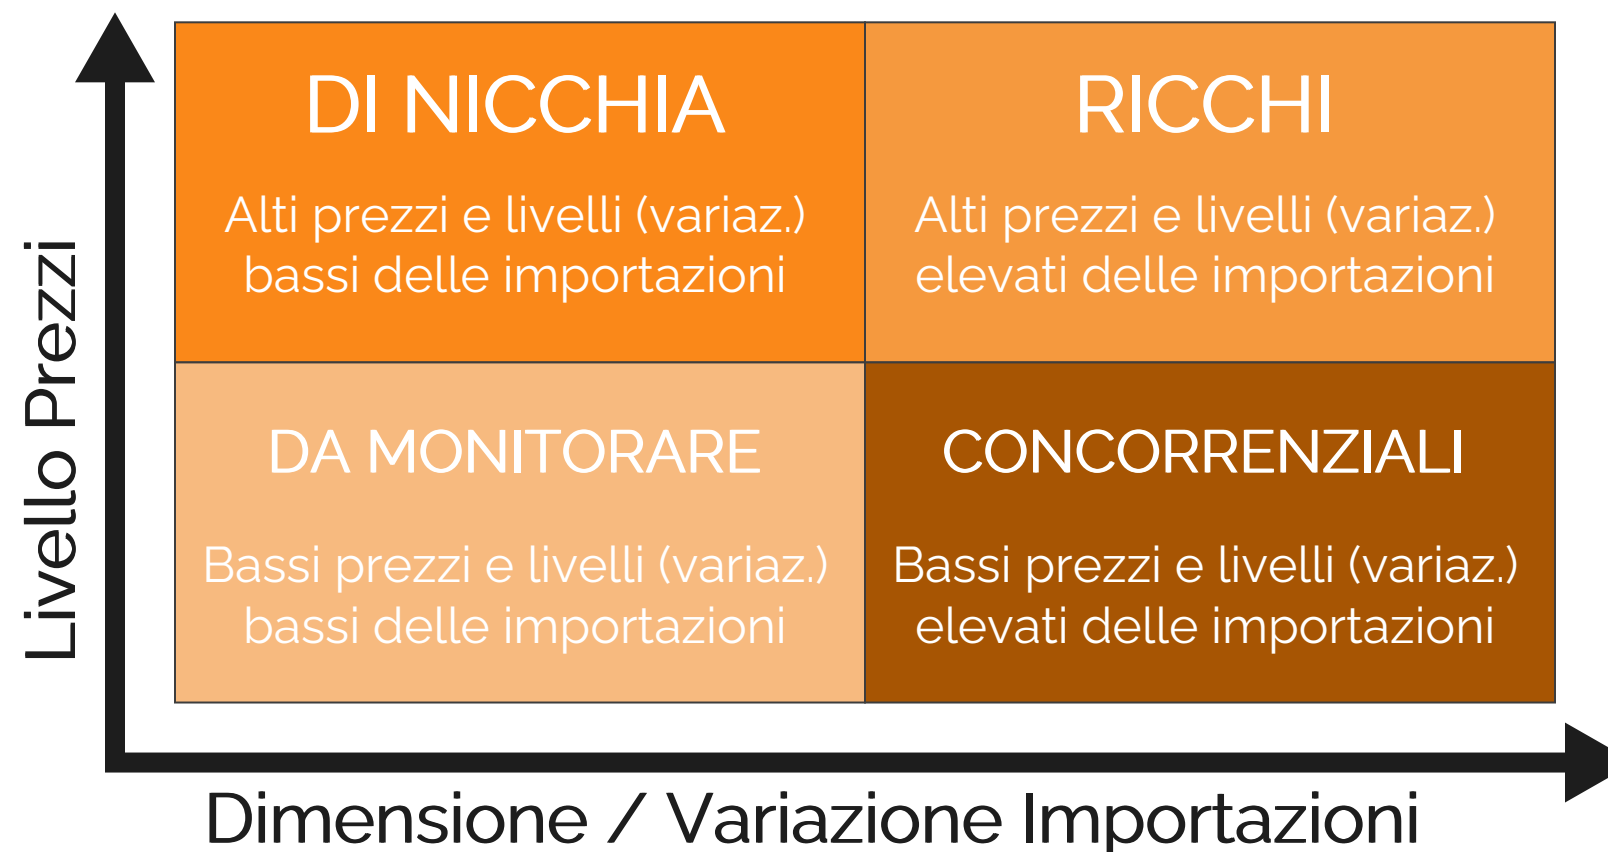 Livello Prezzi
DI NICCHIA
Alti prezzi e livelli (variaz.)
bassi delle importazioni
RICCHI
Alti prezzi e livelli (variaz.)
elevati delle importazioni
DA MONITORARE
Bassi prezzi e livelli (variaz.)
bassi delle importazioni
CONCORRENZIALI
Bassi prezzi e livelli (variaz.)
elevati delle importazioni
Dimensione / Variazione Importazioni